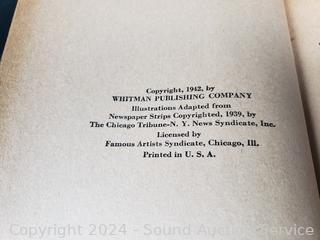 Copyright, 1942, by
WHITMAN PUBLISHING COMPANY
Illustrations Adapted from
Newspaper Strips Copyrighted, 1939, by
The Chicago Tribune-N. Y. News Syndicate, Inc.
Licensed by
Famous Artists Syndicate, Chicago, Ill.
Printed in U. S. A.
Copyright 2024 - Sound Auction Service